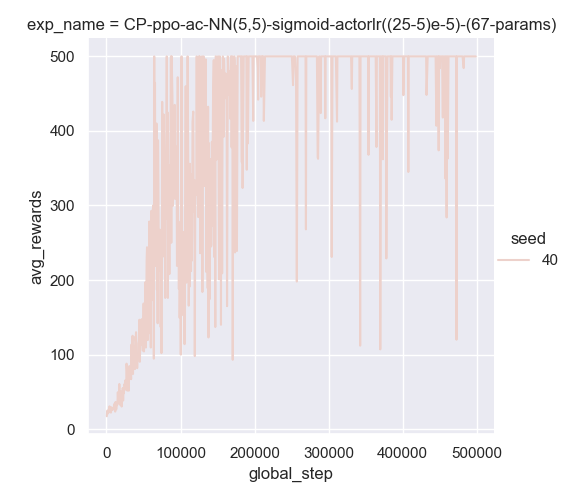 exp_name = CP-ppo-ac-NN(5,5)-sigmoid-actorlr((25-5)e-5)-(67-params)
500
400
300
200
100
0
avg_rewards
0 100000 200000 300000 400000 500000
global_step
seed
40